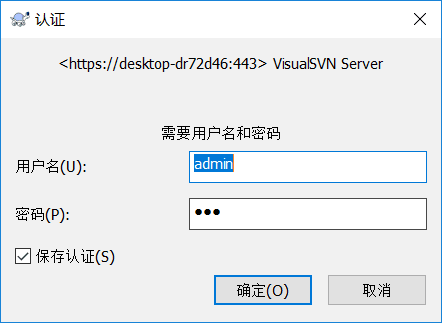 认证
<https://desktop-dr72d46:443> VisualSVN Server
需要用户名和密码
用户名(U):
admin
密码(P):
●●●
保存认证(S)
确定(O)
取消